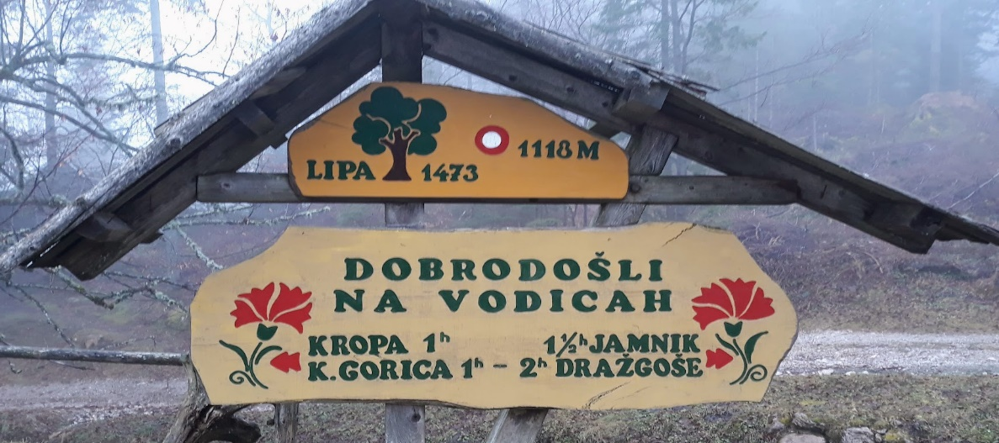 LIPA 1473 1118 M
DOBRODOŠLI
NA VODICAH
KROPA 1h 1½h JAMNIK
K. GORICA 1h - 2h DRAŽGOŠE